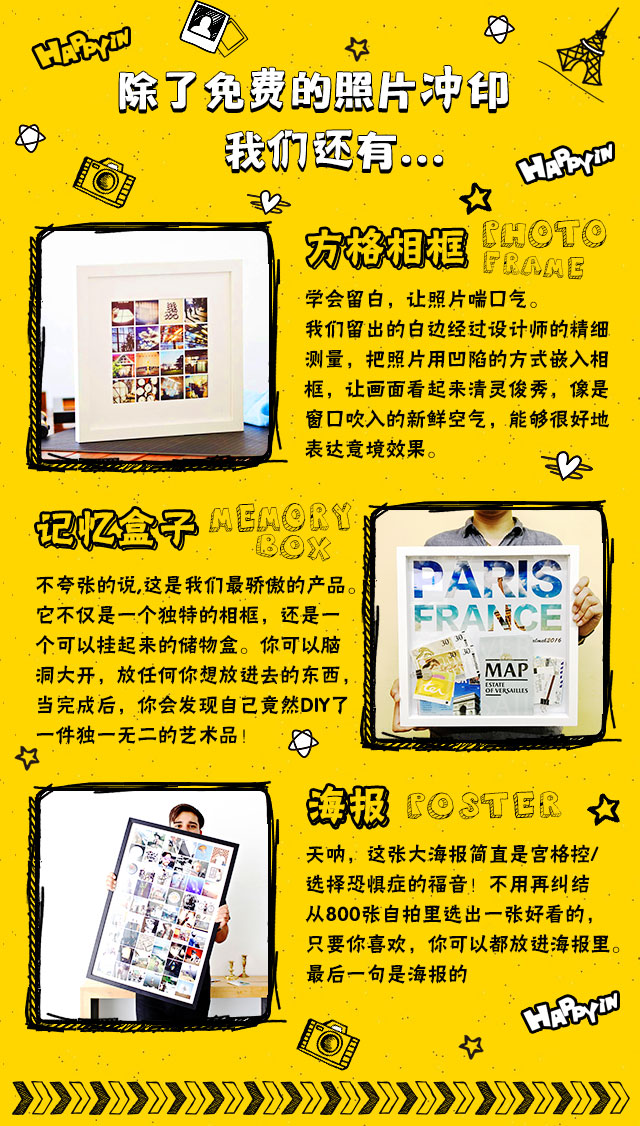 HAPPYIN
除了免费的照片冲印
我们还有...
HAPPYIN
方格相框
PHOTO
FRAME
学会留白，让照片喘口气。
我们留出的白边经过设计师的精细
测量，把照片用凹陷的方式嵌入相
框，让画面看起来清灵俊秀，像是
窗口吹入的新鲜空气，能够很好地
表达意境效果。
记忆盒子
MEMORY
BOX
不夸张的说,这是我们最骄傲的产品。
它不仅是一个独特的相框，还是一
个可以挂起来的储物盒。你可以脑
洞大开，放任何你想放进去的东西，
当完成后，你会发现自己竟然DIY了
一件独一无二的艺术品！
PARIS
FRANCE
MAP
ESTATE
OF VERSAILLES
海报
POSTER
天呐，这张大海报简直是宫格控/
选择恐惧症的福音！不用再纠结
从800张自拍里选出一张好看的，
只要你喜欢，你可以都放进海报里。
最后一句是海报的
HAPPYIN